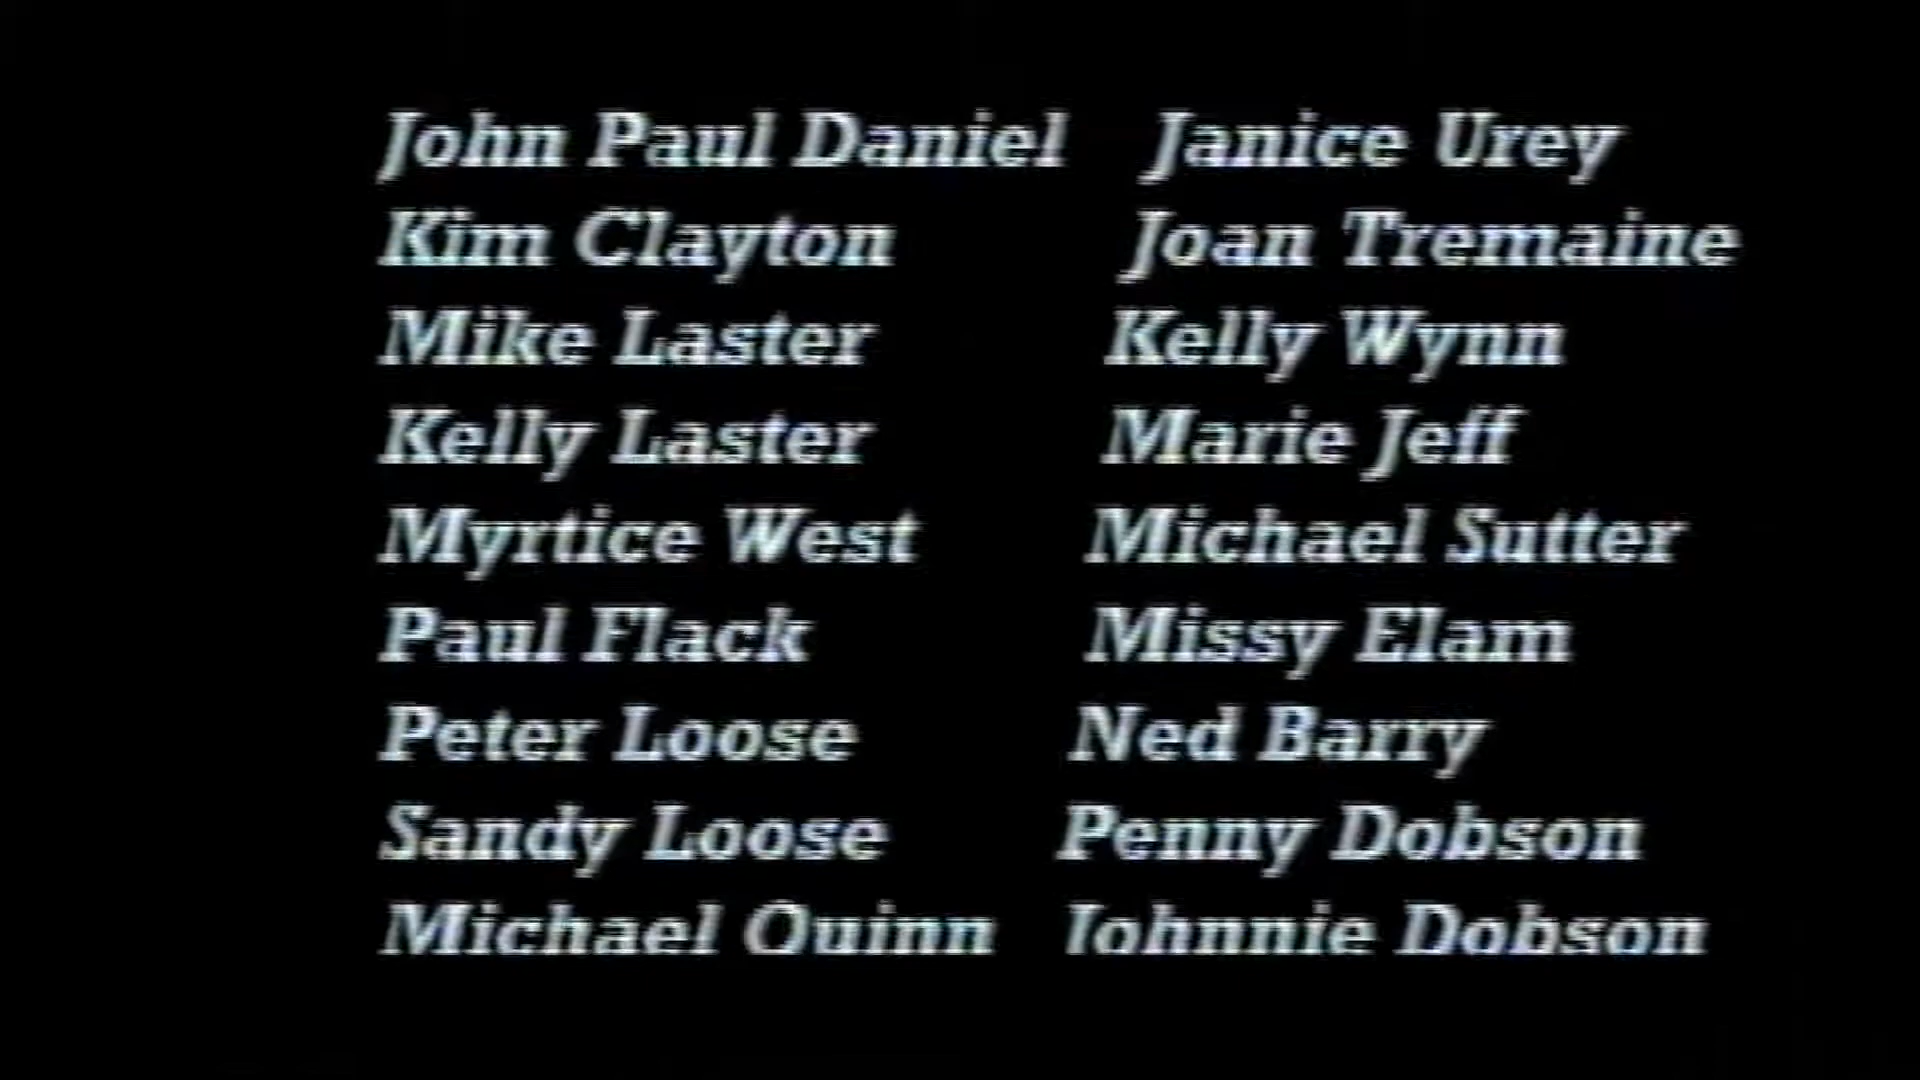 John Paul Daniel Janice Urey
Kim Clayton Joan Tremaine
Mike Laster Kelly Wynn
Kelly Laster Marie Jeff
Myrtice West Michael Sutter
Paul Flack Missy Elam
Peter Loose Ned Barry
Sandy Loose Penny Dobson
Michael Quinn Johnnie Dobson